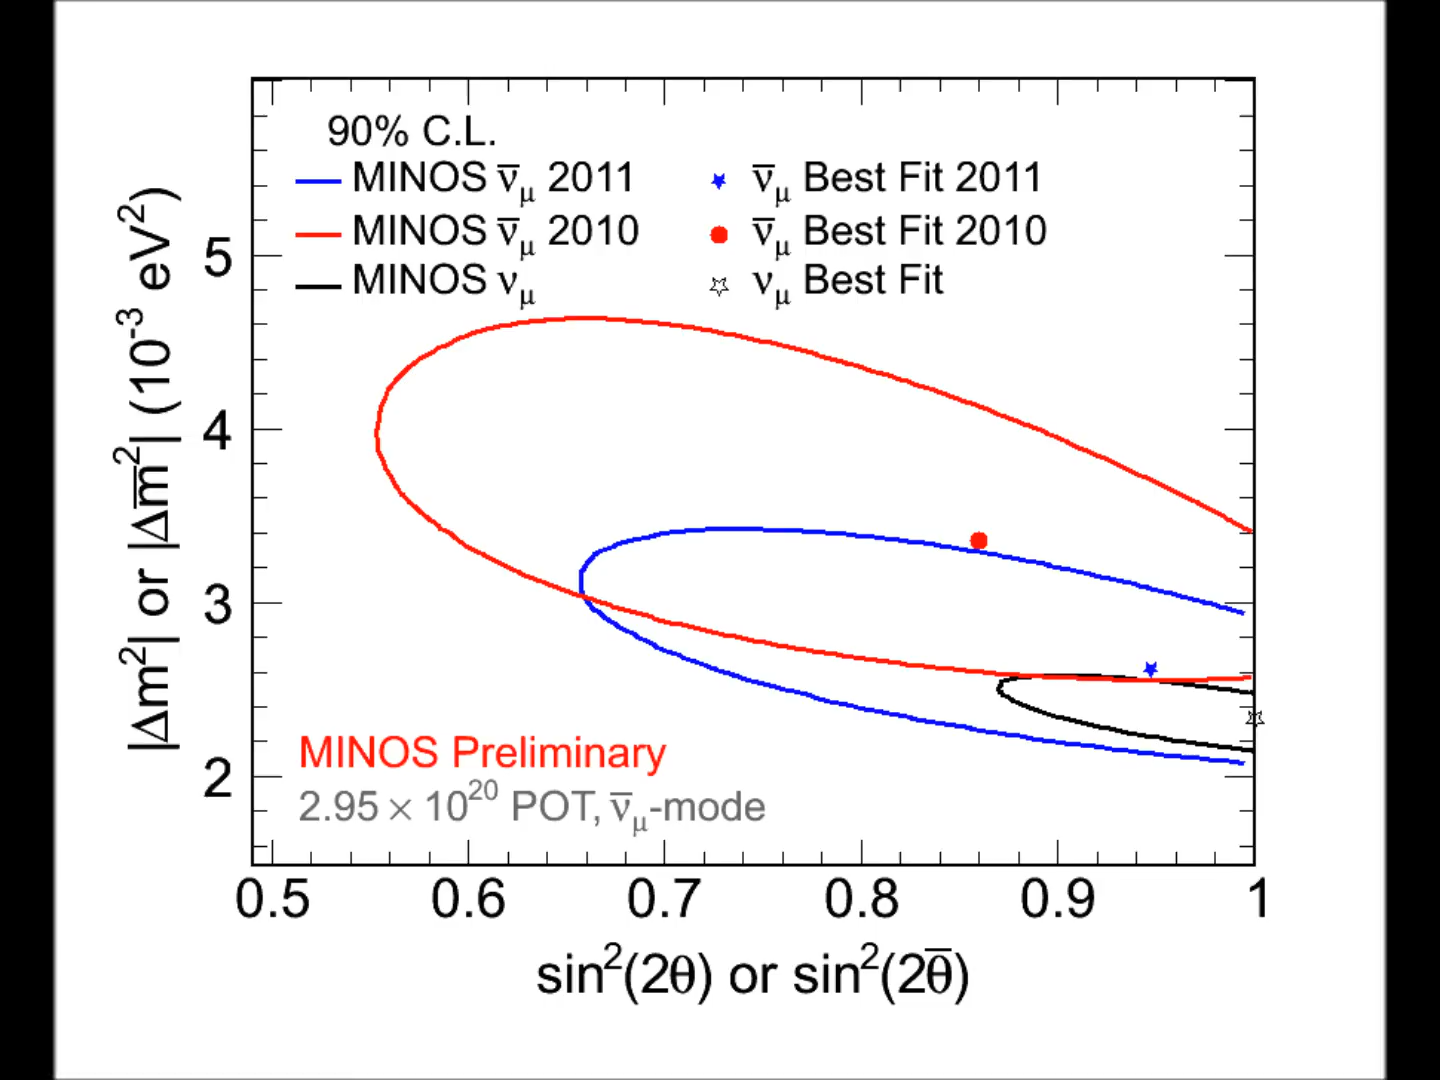 90% C.L.
MINOS ν̅μ 2011 ν̅μ Best Fit 2011
MINOS ν̅μ 2010 ν̅μ Best Fit 2010
MINOS νμ νμ Best Fit
|Δm²| or |Δm̅²| (10⁻³ eV²)
5
4
3
2
MINOS Preliminary
2.95 × 10²⁰ POT, ν̅μ-mode
0.5 0.6 0.7 0.8 0.9 1
sin²(2θ) or sin²(2θ̅)